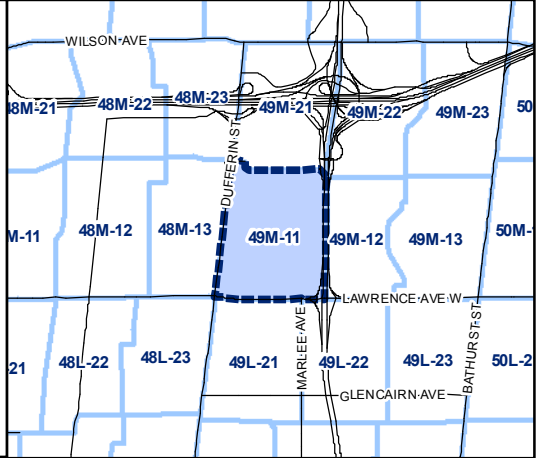 WILSON AVE
48M-21
48M-22
48M-23
49M-21
49M-22
49M-23
50
DUFFERIN ST
M-11
48M-12
48M-13
49M-11
49M-12
49M-13
50M-1
LAWRENCE AVE W
21
48L-22
48L-23
49L-21
MARLEE AVE
49L-22
49L-23
BATHURST ST
50L-2
GLENCAIRN AVE